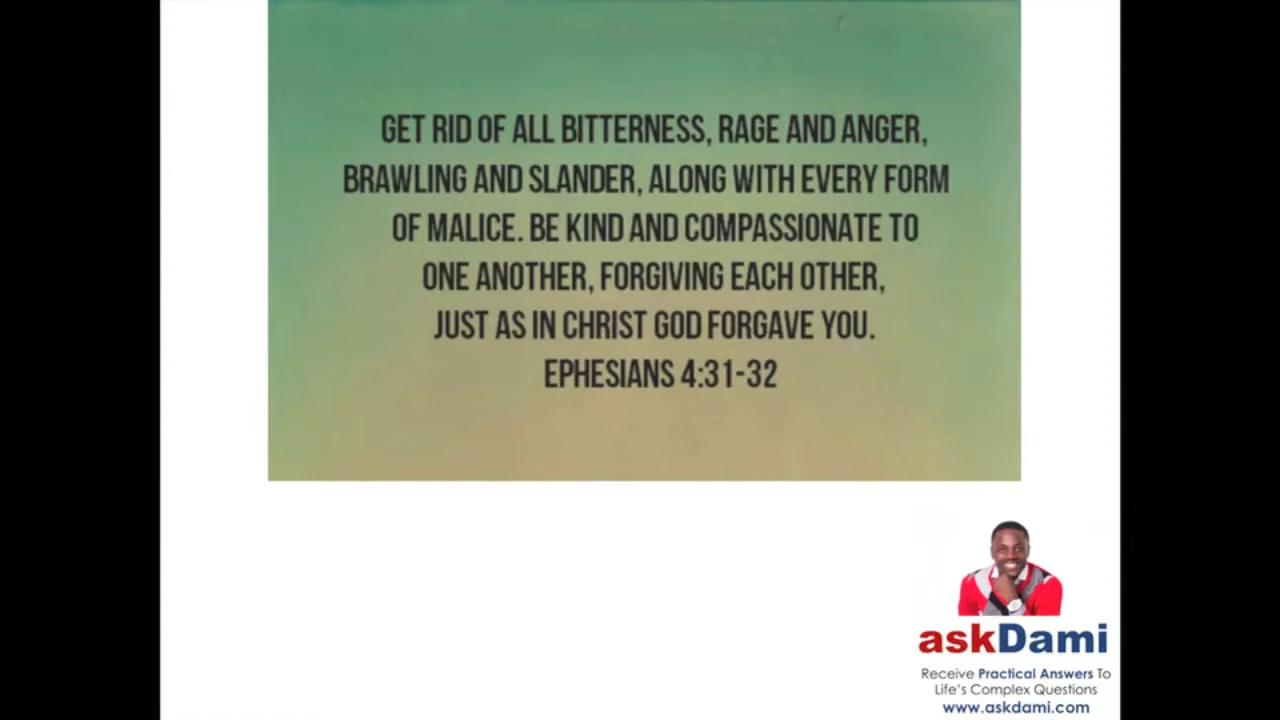 GET RID OF ALL BITTERNESS, RAGE AND ANGER,
BRAWLING AND SLANDER, ALONG WITH EVERY FORM
OF MALICE. BE KIND AND COMPASSIONATE TO
ONE ANOTHER, FORGIVING EACH OTHER,
JUST AS IN CHRIST GOD FORGAVE YOU.
EPHESIANS 4:31-32
askDami
Receive Practical Answers To
Life's Complex Questions
www.askdami.com